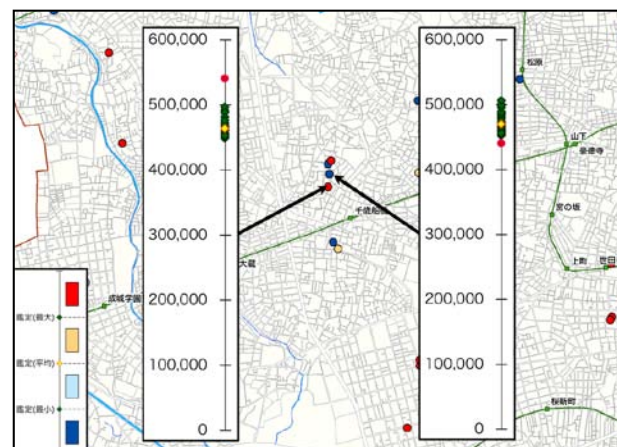 600,000
500,000
400,000
300,000
200,000
100,000
0
600,000
500,000
400,000
300,000
200,000
100,000
0
松原
山下
豪徳寺
宮の坂
上町
世田
桜新町
千歳船橋
大蔵
成城学園
鑑定(最大)
鑑定(平均)
鑑定(最小)